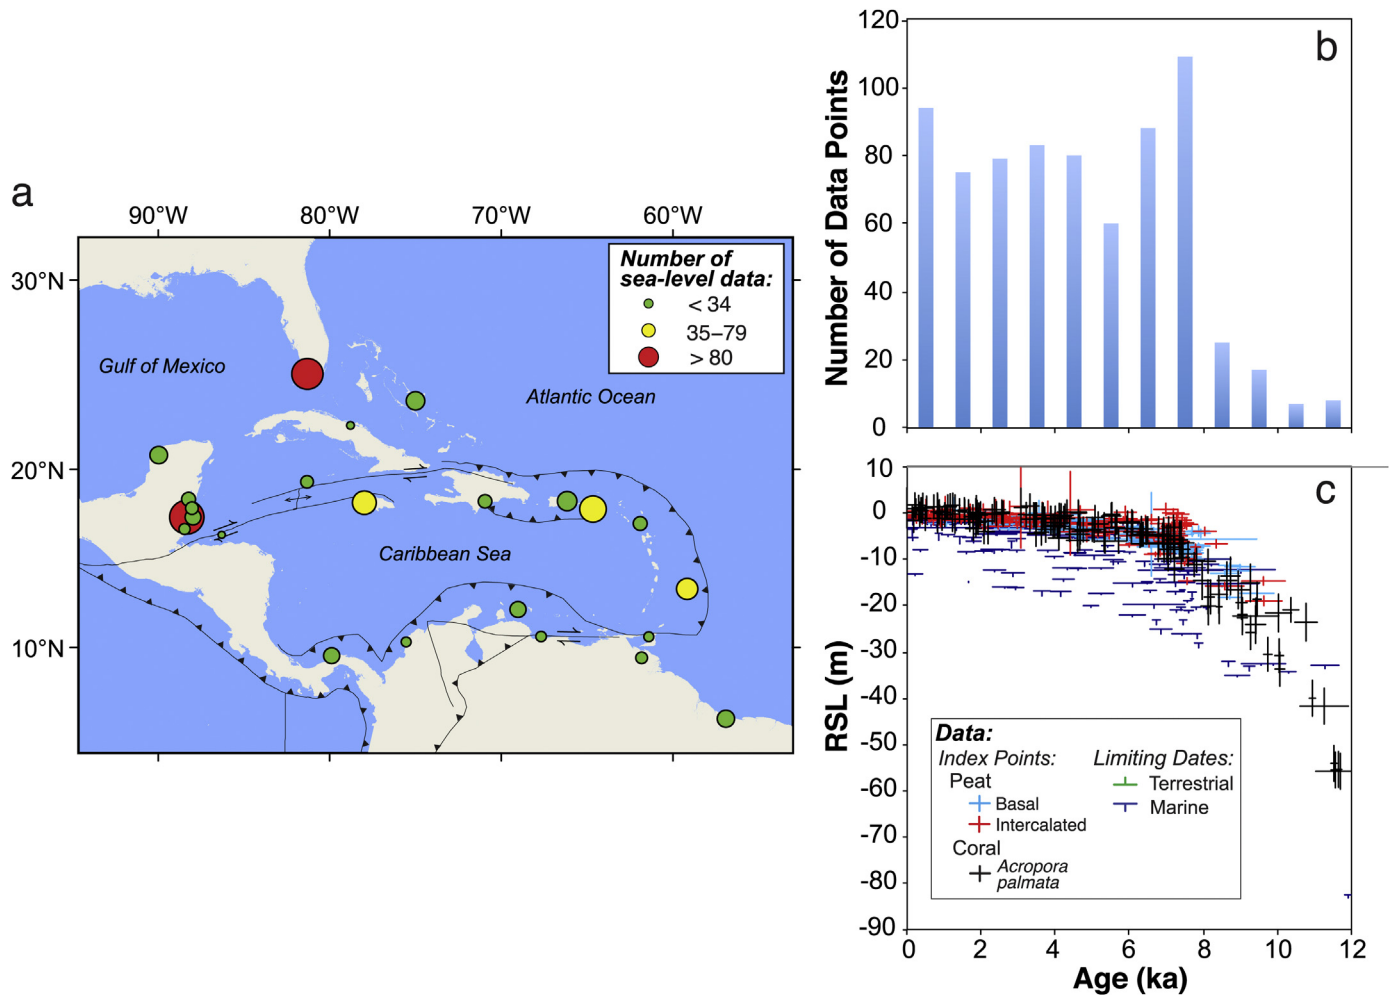 a
90°W
80°W
70°W
60°W
30°N
20°N
10°N
Number of
sea-level data:
< 34
35–79
> 80
Gulf of Mexico
Atlantic Ocean
Caribbean Sea
b
Number of Data Points
120
100
80
60
40
20
0
c
RSL (m)
10
0
-10
-20
-30
-40
-50
-60
-70
-80
-90
Data:
Index Points:
Peat
Basal
Intercalated
Coral
Acropora
palmata
Limiting Dates:
Terrestrial
Marine
0 2 4 6 8 10 12
Age (ka)